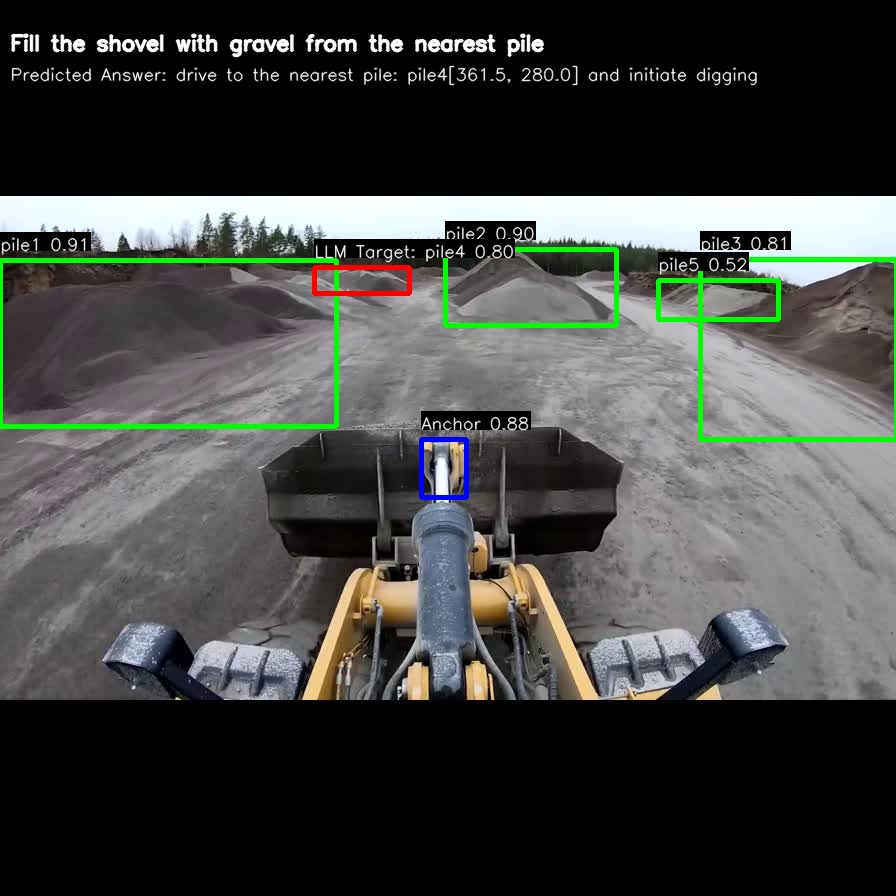 Fill the shovel with gravel from the nearest pile
Predicted Answer: drive to the nearest pile: pile4[361.5, 280.0] and initiate digging
pile1 0.91
LLM Target: pile4 0.80
pile2 0.90
pile5 0.52
pile3 0.81
Anchor 0.88